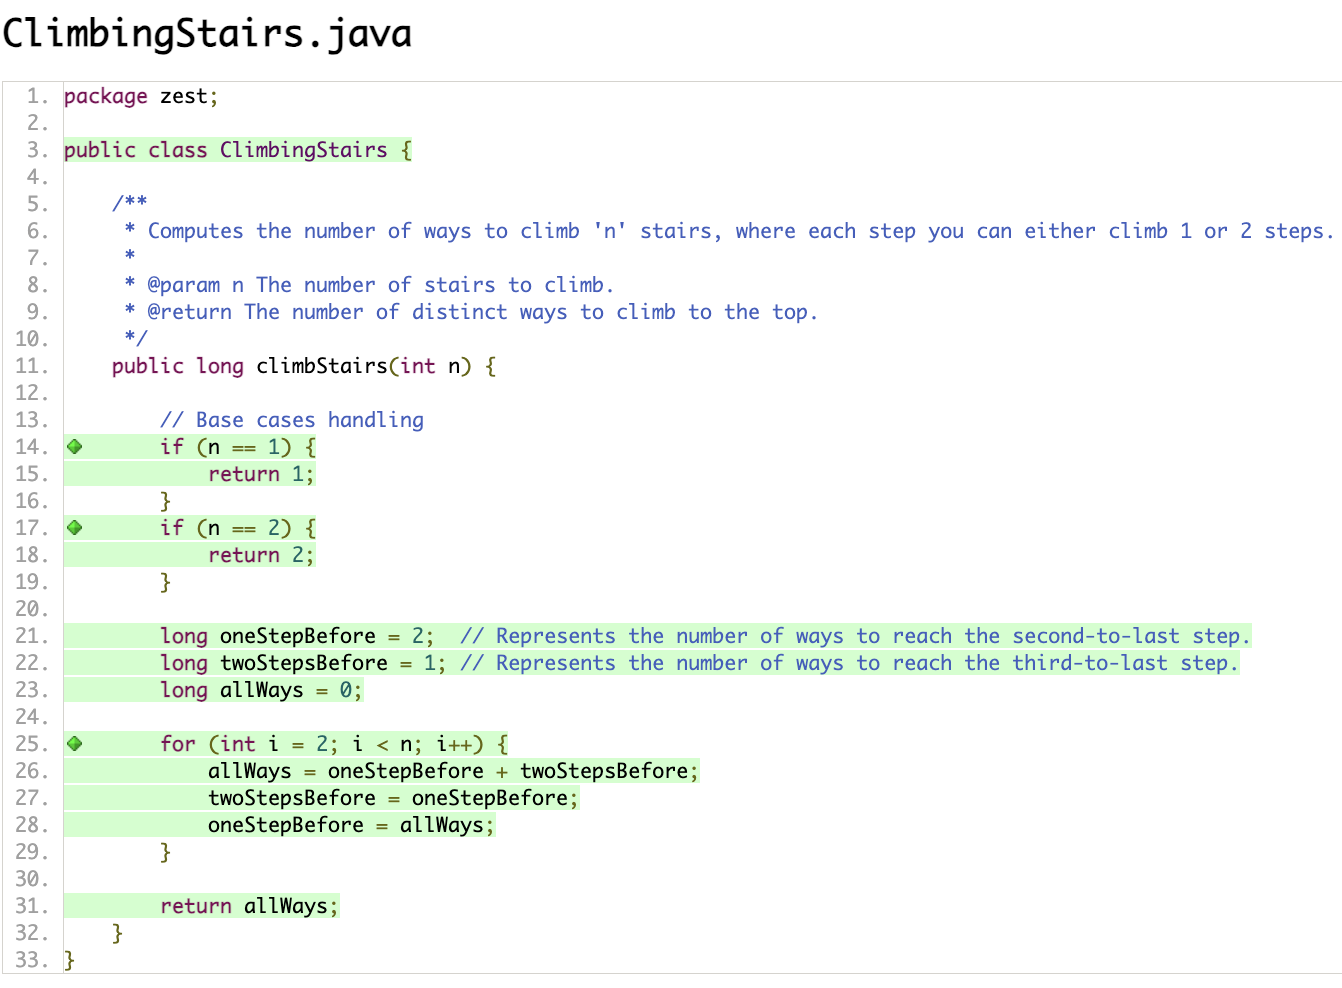 ClimbingStairs.java
1. package zest;
2.
3. public class ClimbingStairs {
4.
5.     /**
6.      * Computes the number of ways to climb 'n' stairs, where each step you can either climb 1 or 2 steps.
7.      *
8.      * @param n The number of stairs to climb.
9.      * @return The number of distinct ways to climb to the top.
10.      */
11.     public long climbStairs(int n) {
12.
13.         // Base cases handling
14.         if (n == 1) {
15.             return 1;
16.         }
17.         if (n == 2) {
18.             return 2;
19.         }
20.
21.         long oneStepBefore = 2;  // Represents the number of ways to reach the second-to-last step.
22.         long twoStepsBefore = 1; // Represents the number of ways to reach the third-to-last step.
23.         long allWays = 0;
24.
25.         for (int i = 2; i < n; i++) {
26.             allWays = oneStepBefore + twoStepsBefore;
27.             twoStepsBefore = oneStepBefore;
28.             oneStepBefore = allWays;
29.         }
30.
31.         return allWays;
32.     }
33. }